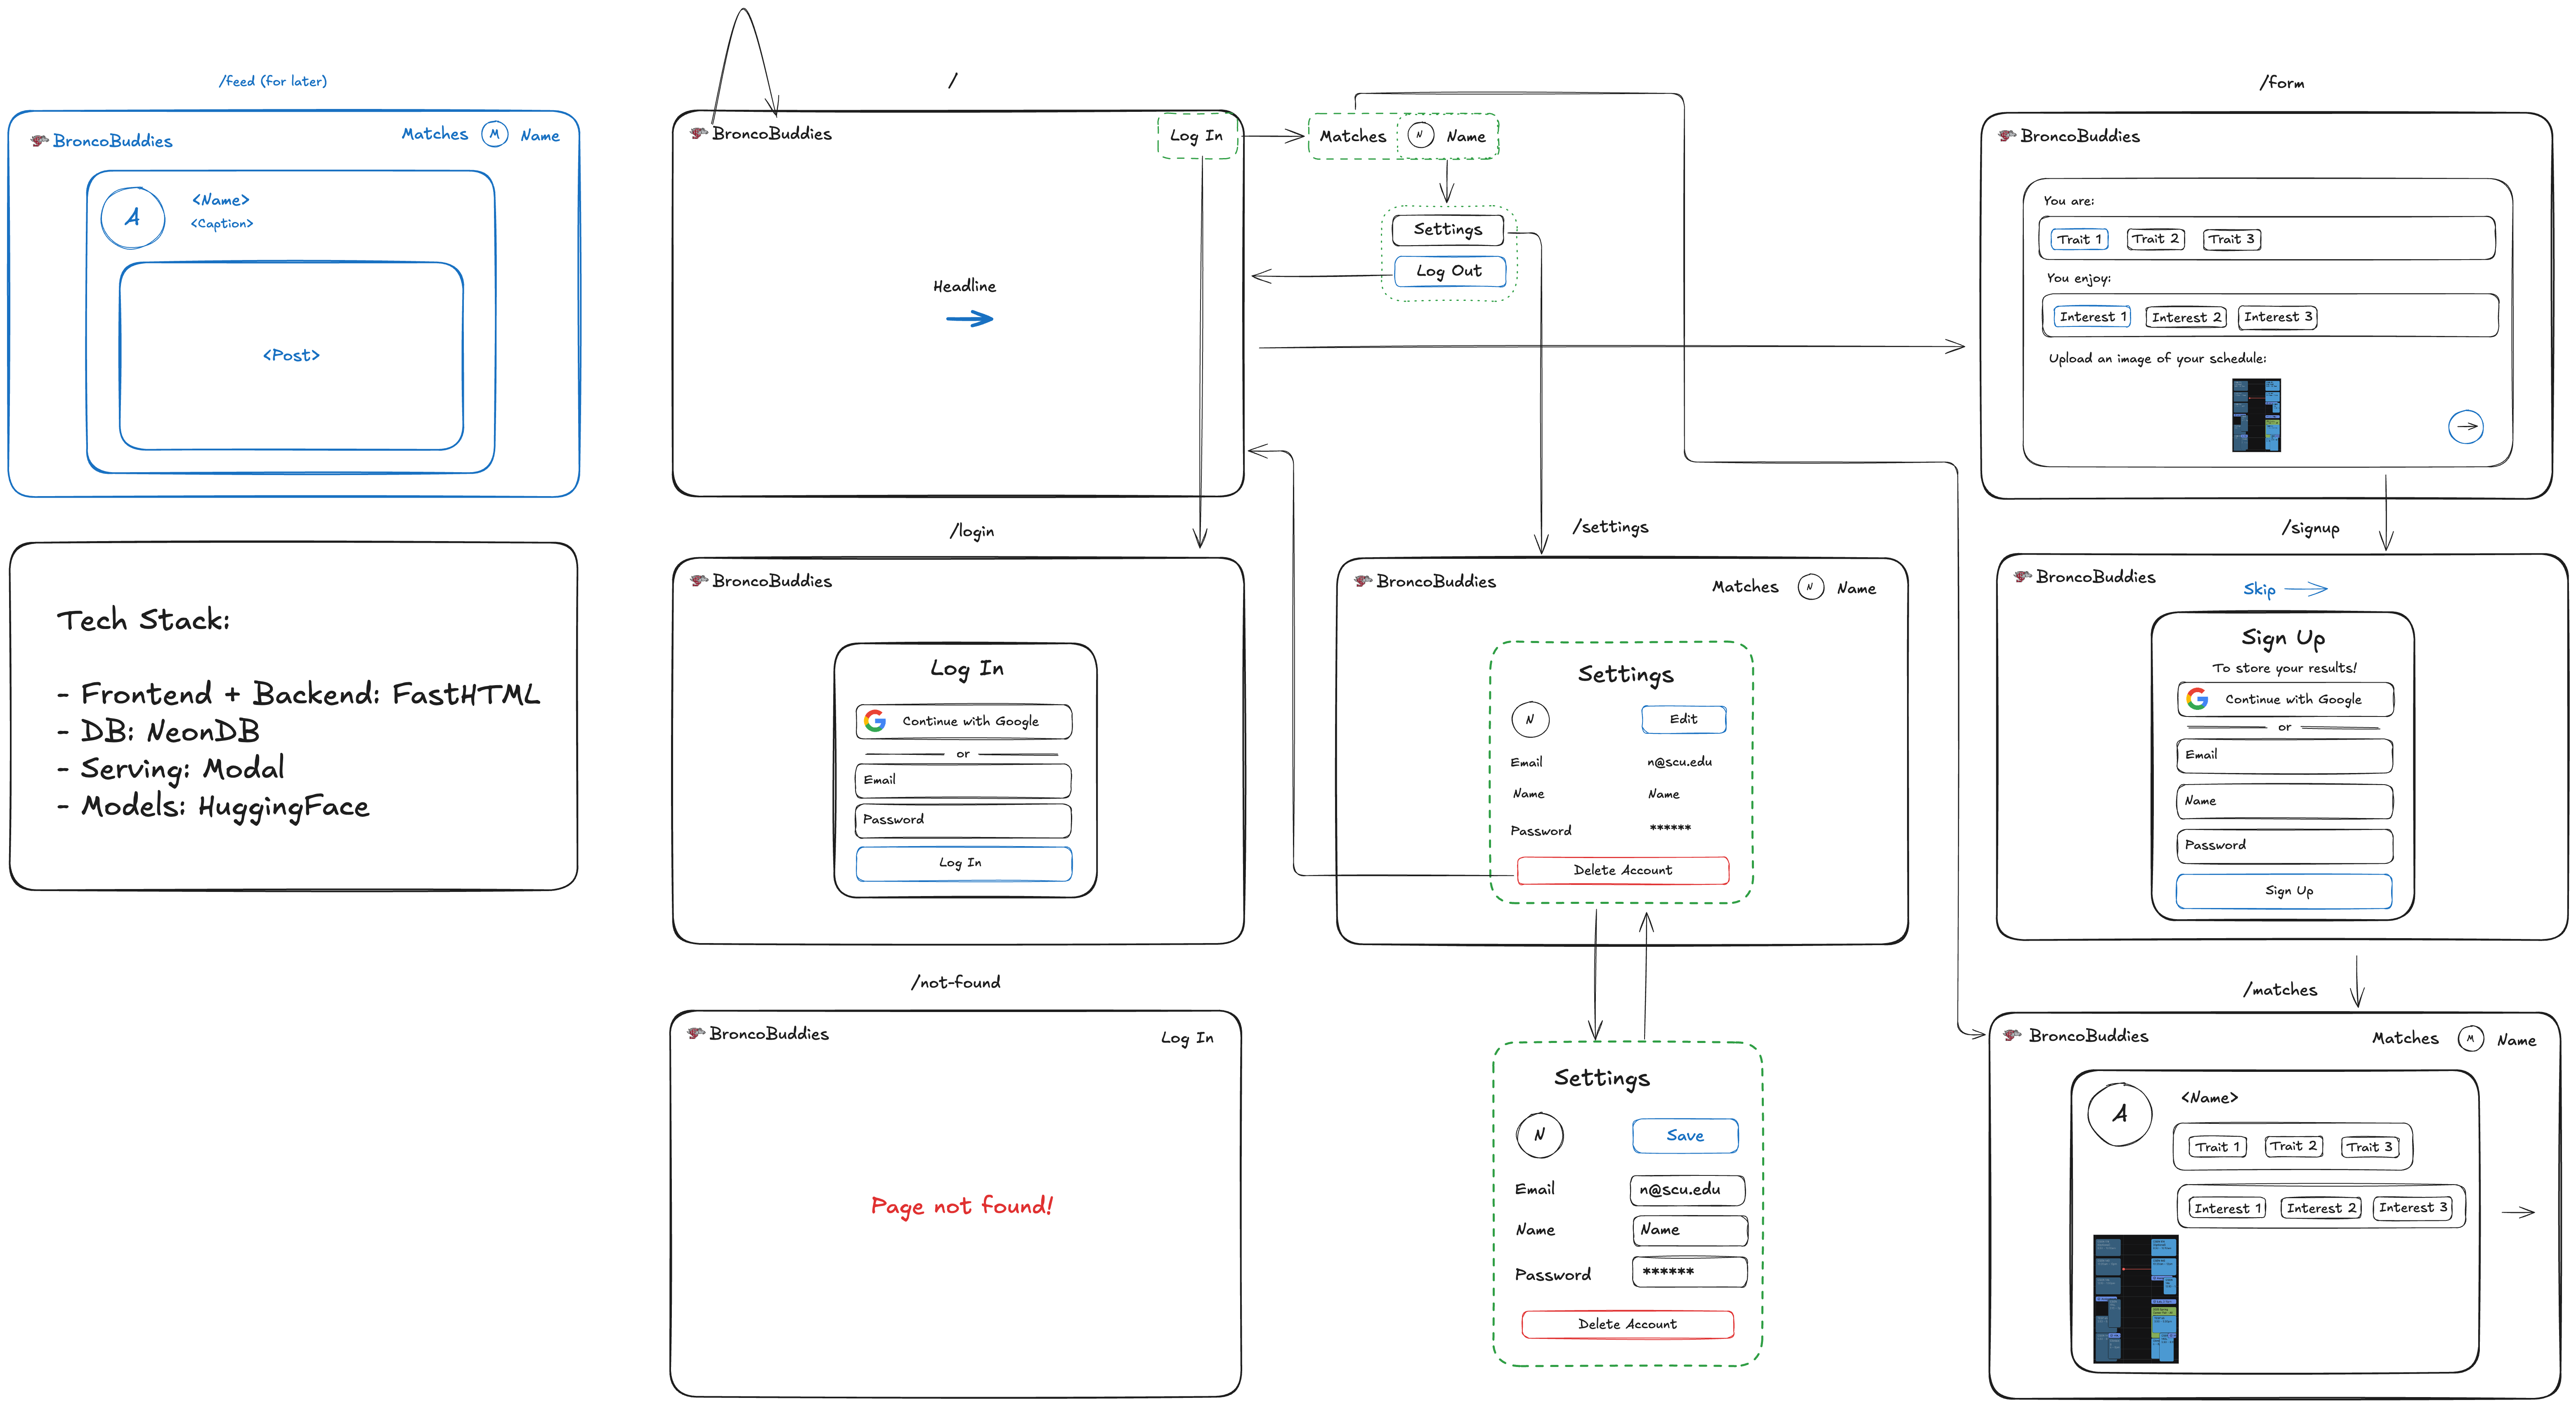 /feed (for later)
BroncoBuddies
Matches
M
Name
A
<Name>
<Caption>
<Post>
Tech Stack:
- Frontend + Backend: FastHTML
- DB: NeonDB
- Serving: Modal
- Models: HuggingFace
/
BroncoBuddies
Log In
Headline
Matches
N
Name
Settings
Log Out
/login
BroncoBuddies
Log In
Continue with Google
or
Email
Password
Log In
/not-found
BroncoBuddies
Log In
Page not found!
/settings
BroncoBuddies
Matches
N
Name
Settings
N
Edit
Email
n@scu.edu
Name
Name
Password
******
Delete Account
Settings
N
Save
Email
n@scu.edu
Name
Name
Password
******
Delete Account
/form
BroncoBuddies
You are:
Trait 1
Trait 2
Trait 3
You enjoy:
Interest 1
Interest 2
Interest 3
Upload an image of your schedule:
/signup
BroncoBuddies
Skip
Sign Up
To store your results!
Continue with Google
or
Email
Name
Password
Sign Up
/matches
BroncoBuddies
Matches
M
Name
A
<Name>
Trait 1
Trait 2
Trait 3
Interest 1
Interest 2
Interest 3